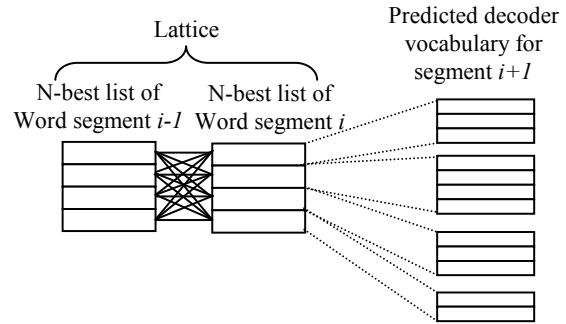 Lattice
N-best list of
Word segment i-1
N-best list of
Word segment i
Predicted decoder
vocabulary for
segment i+1